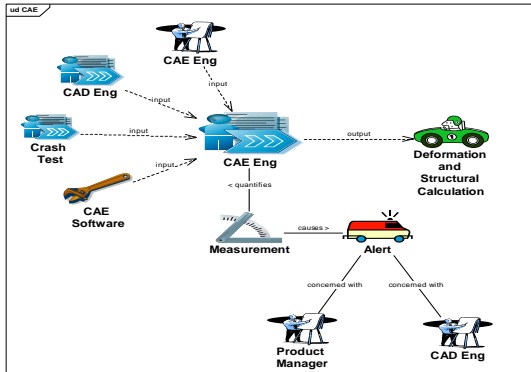 ud CAE
CAE Eng
input
CAD Eng
input
Crash
Test
input
CAE
Software
input
CAE Eng
output
1
Deformation
and
Structural
Calculation
< quantifies
Measurement
causes >
Alert
concerned with
concerned with
Product
Manager
CAD Eng